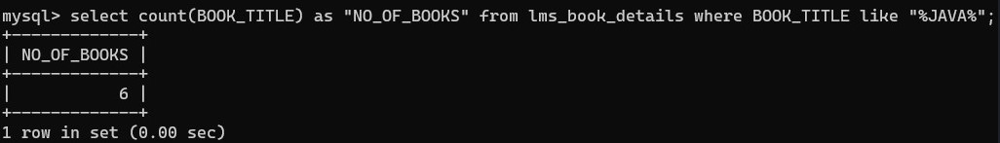 mysql> select count(BOOK_TITLE) as "NO_OF_BOOKS" from lms_book_details where BOOK_TITLE like "%JAVA%";
+-------------+
| NO_OF_BOOKS |
+-------------+
|           6 |
+-------------+
1 row in set (0.00 sec)